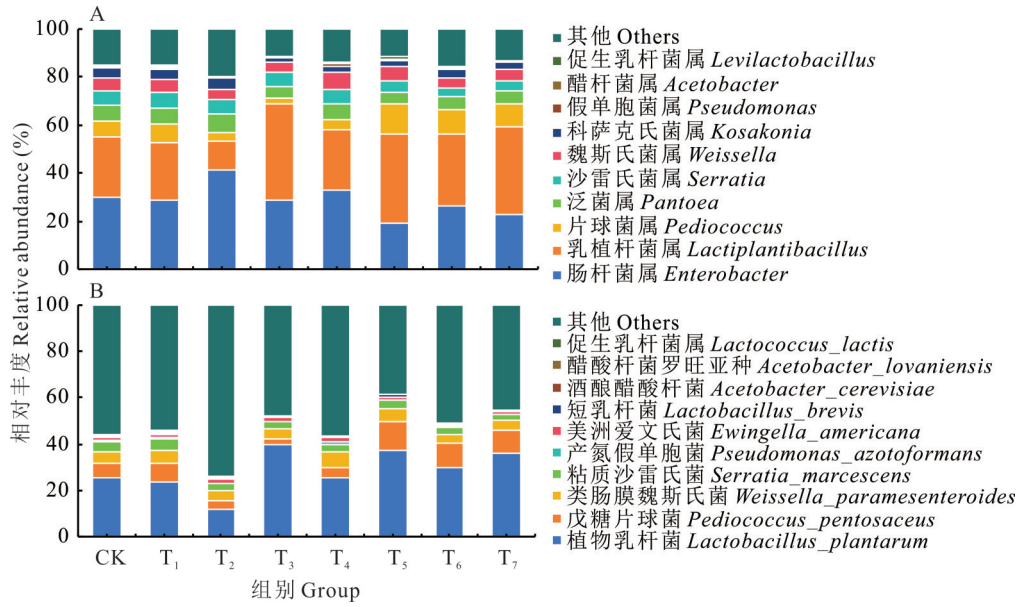 A
相对丰度 Relative abundance (%)
100
80
60
40
20
0
其他 Others
促生乳杆菌属 Levilactobacillus
醋杆菌属 Acetobacter
假单胞菌属 Pseudomonas
科萨克氏菌属 Kosakonia
魏斯氏菌属 Weissella
沙雷氏菌属 Serratia
泛菌属 Pantoea
片球菌属 Pediococcus
乳植杆菌属 Lactiplantibacillus
肠杆菌属 Enterobacter
B
100
80
60
40
20
0
其他 Others
促生乳杆菌属 Lactococcus_lactis
醋酸杆菌罗旺亚种 Acetobacter_lovaniensis
酒酿醋酸杆菌 Acetobacter_cerevisiae
短乳杆菌 Lactobacillus_brevis
美洲爱文氏菌 Ewingella_americana
产氮假单胞菌 Pseudomonas_azotoformans
粘质沙雷氏菌 Serratia_marcescens
类肠膜魏斯氏菌 Weissella_paramesenteroides
戊糖片球菌 Pediococcus_pentosaceus
植物乳杆菌 Lactobacillus_plantarum
CK T₁ T₂ T₃ T₄ T₅ T₆ T₇
组别 Group